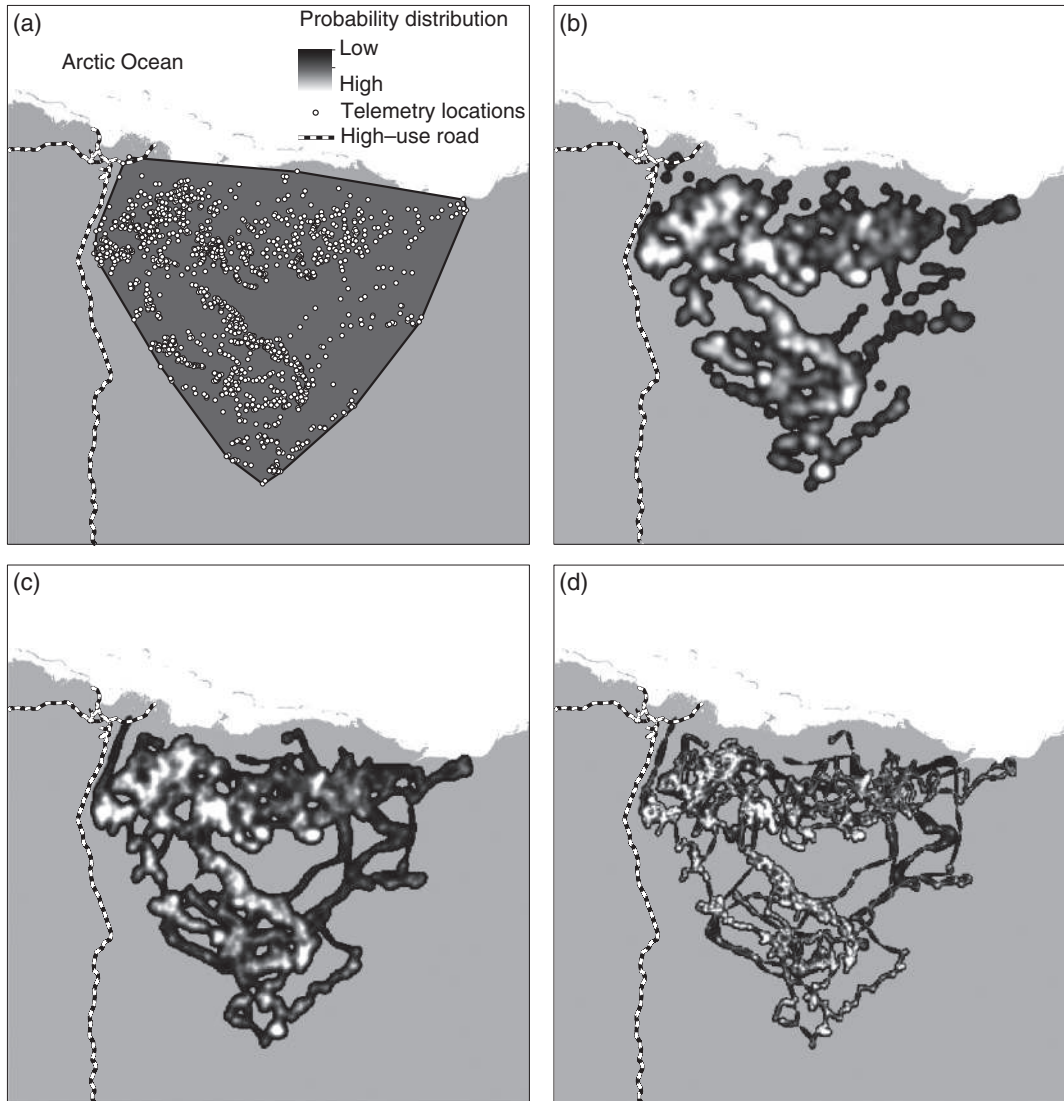 (a)
Probability distribution
Low
High
Arctic Ocean
Telemetry locations
High–use road
(b)
(c)
(d)